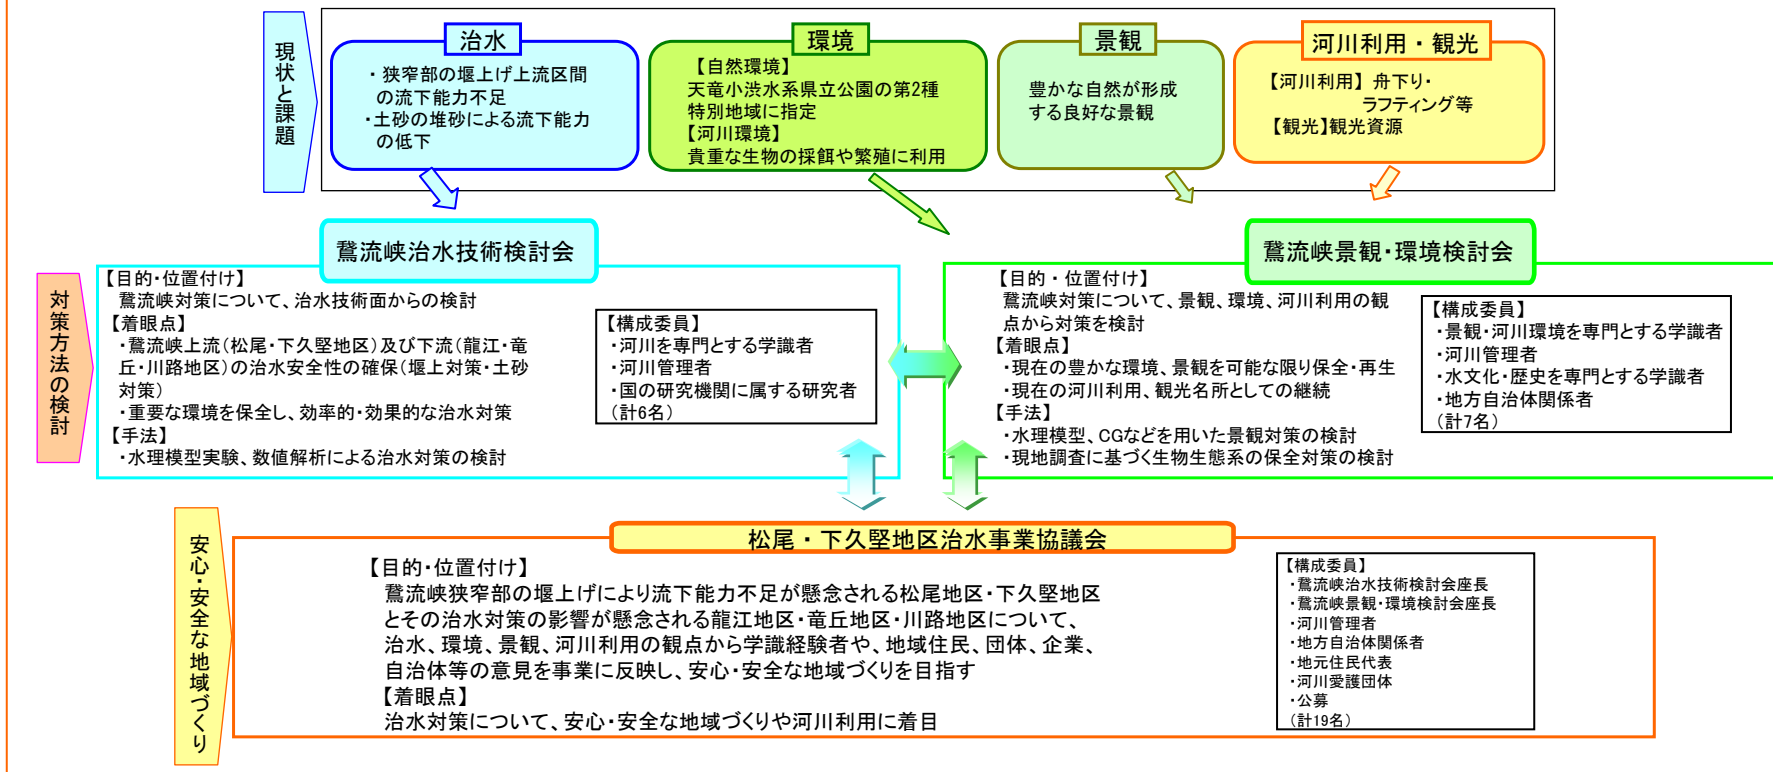 現状と課題
治水
・狭窄部の堰上げ上流区間
の流下能力不足
・土砂の堆砂による流下能力
の低下
環境
【自然環境】
天竜小渋水系県立公園の第2種
特別地域に指定
【河川環境】
貴重な生物の採餌や繁殖に利用
景観
豊かな自然が形成
する良好な景観
河川利用・観光
【河川利用】 舟下り・
ラフティング等
【観光】観光資源
対策方法の検討
鵞流峡治水技術検討会
【目的・位置付け】
鵞流峡対策について、治水技術面からの検討
【着眼点】
・鵞流峡上流（松尾・下久堅地区）及び下流（龍江・竜
丘・川路地区）の治水安全性の確保（堰上対策・土砂
対策）
・重要な環境を保全し、効率的・効果的な治水対策
【手法】
・水理模型実験、数値解析による治水対策の検討
【構成委員】
・河川を専門とする学識者
・河川管理者
・国の研究機関に属する研究者
（計6名）
鵞流峡景観・環境検討会
【目的・位置付け】
鵞流峡対策について、景観、環境、河川利用の観
点から対策を検討
【着眼点】
・現在の豊かな環境、景観を可能な限り保全・再生
・現在の河川利用、観光名所としての継続
【手法】
・水理模型、CGなどを用いた景観対策の検討
・現地調査に基づく生物生態系の保全対策の検討
【構成委員】
・景観・河川環境を専門とする学識者
・河川管理者
・水文化・歴史を専門とする学識者
・地方自治体関係者
（計7名）
安心・安全な地域づくり
松尾・下久堅地区治水事業協議会
【目的・位置付け】
鵞流峡狭窄部の堰上げにより流下能力不足が懸念される松尾地区・下久堅地区
とその治水対策の影響が懸念される龍江地区・竜丘地区・川路地区について、
治水、環境、景観、河川利用の観点から学識経験者や、地域住民、団体、企業、
自治体等の意見を事業に反映し、安心・安全な地域づくりを目指す
【着眼点】
治水対策について、安心・安全な地域づくりや河川利用に着目
【構成委員】
・鵞流峡治水技術検討会座長
・鵞流峡景観・環境検討会座長
・河川管理者
・地方自治体関係者
・地元住民代表
・河川愛護団体
・公募
（計19名）